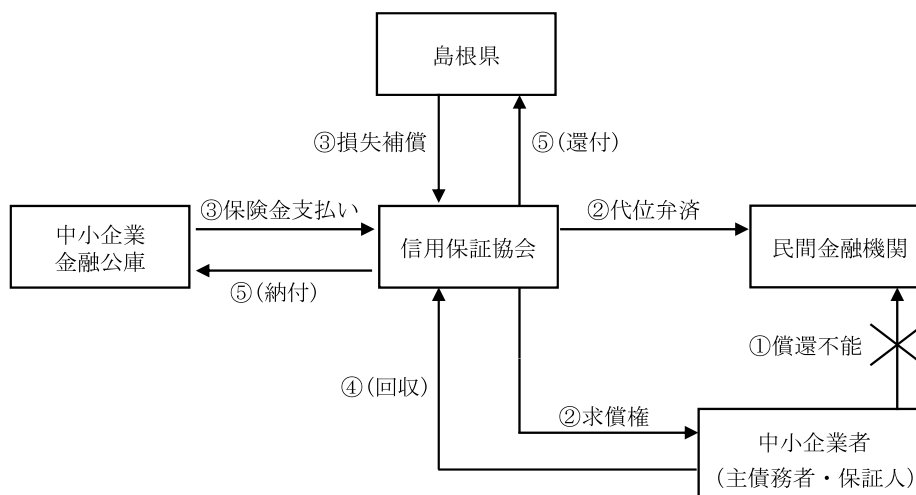 島根県
③損失補償
⑤(還付)
中小企業
金融公庫
③保険金支払い
⑤(納付)
信用保証協会
②代位弁済
民間金融機関
①償還不能
④(回収)
②求償権
中小企業者
(主債務者・保証人)